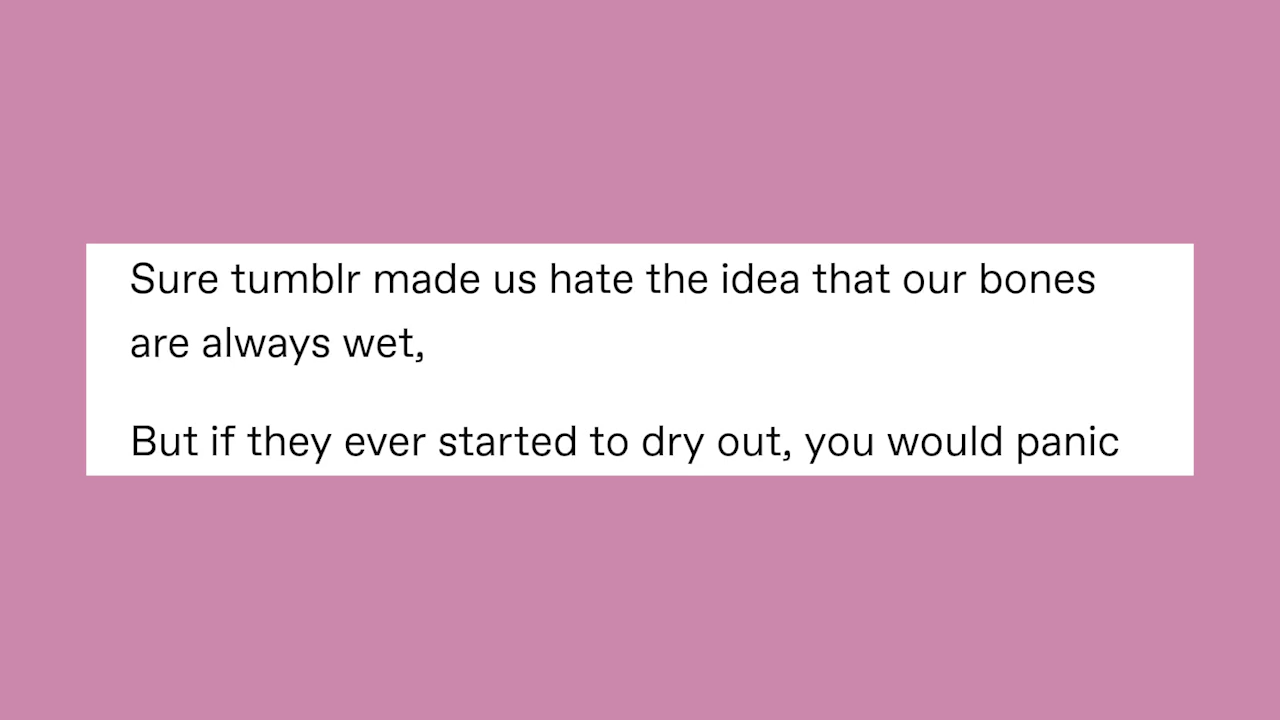 Sure tumblr made us hate the idea that our bones
are always wet,
But if they ever started to dry out, you would panic